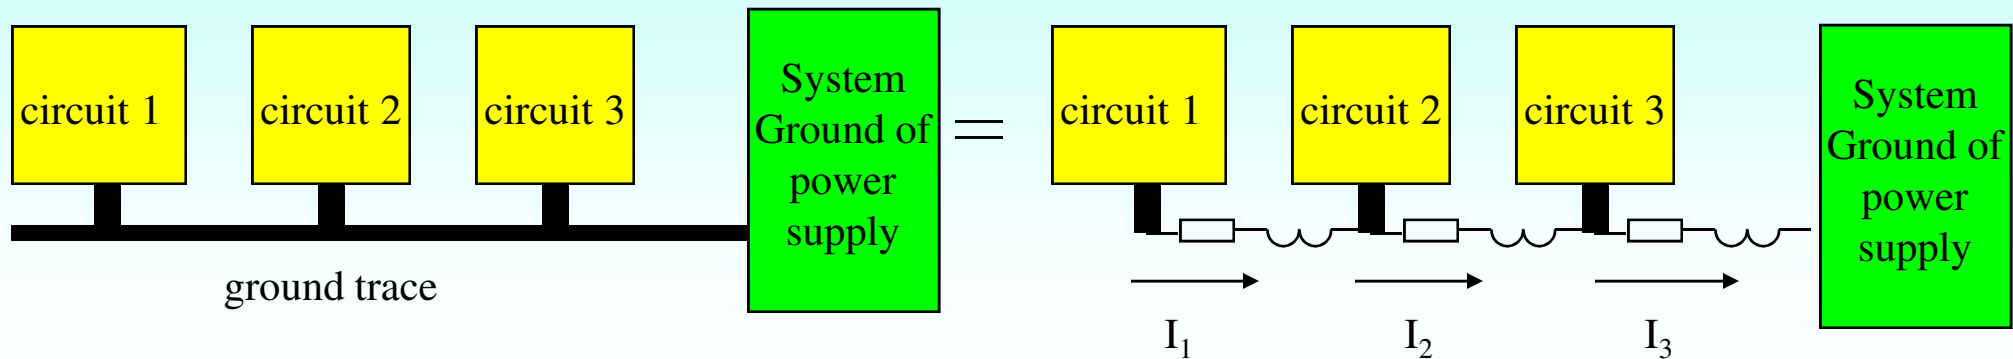 circuit 1
circuit 2
circuit 3
System
Ground of
power
supply
ground trace
=
circuit 1
circuit 2
circuit 3
System
Ground of
power
supply
I₁
I₂
I₃